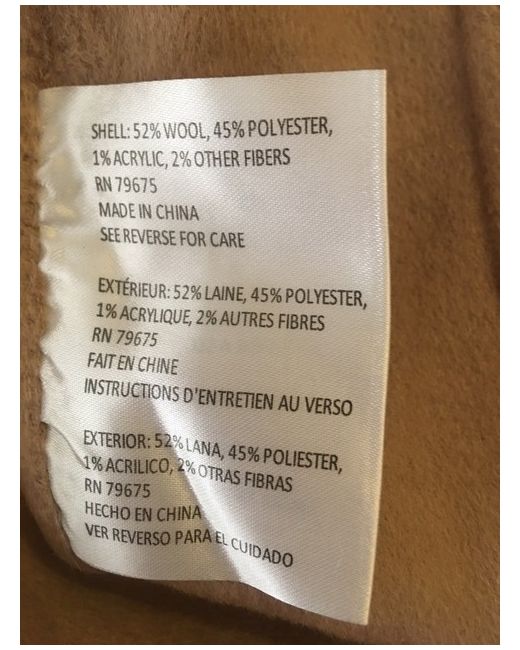 SHELL: 52% WOOL, 45% POLYESTER,
1% ACRYLIC, 2% OTHER FIBERS
RN 79675
MADE IN CHINA
SEE REVERSE FOR CARE
EXTÉRIEUR: 52% LAINE, 45% POLYESTER,
1% ACRYLIQUE, 2% AUTRES FIBRES
RN 79675
FAIT EN CHINE
INSTRUCTIONS D'ENTRETIEN AU VERSO
EXTERIOR: 52% LANA, 45% POLIESTER,
1% ACRILICO, 2% OTRAS FIBRAS
RN 79675
HECHO EN CHINA
VER REVERSO PARA EL CUIDADO